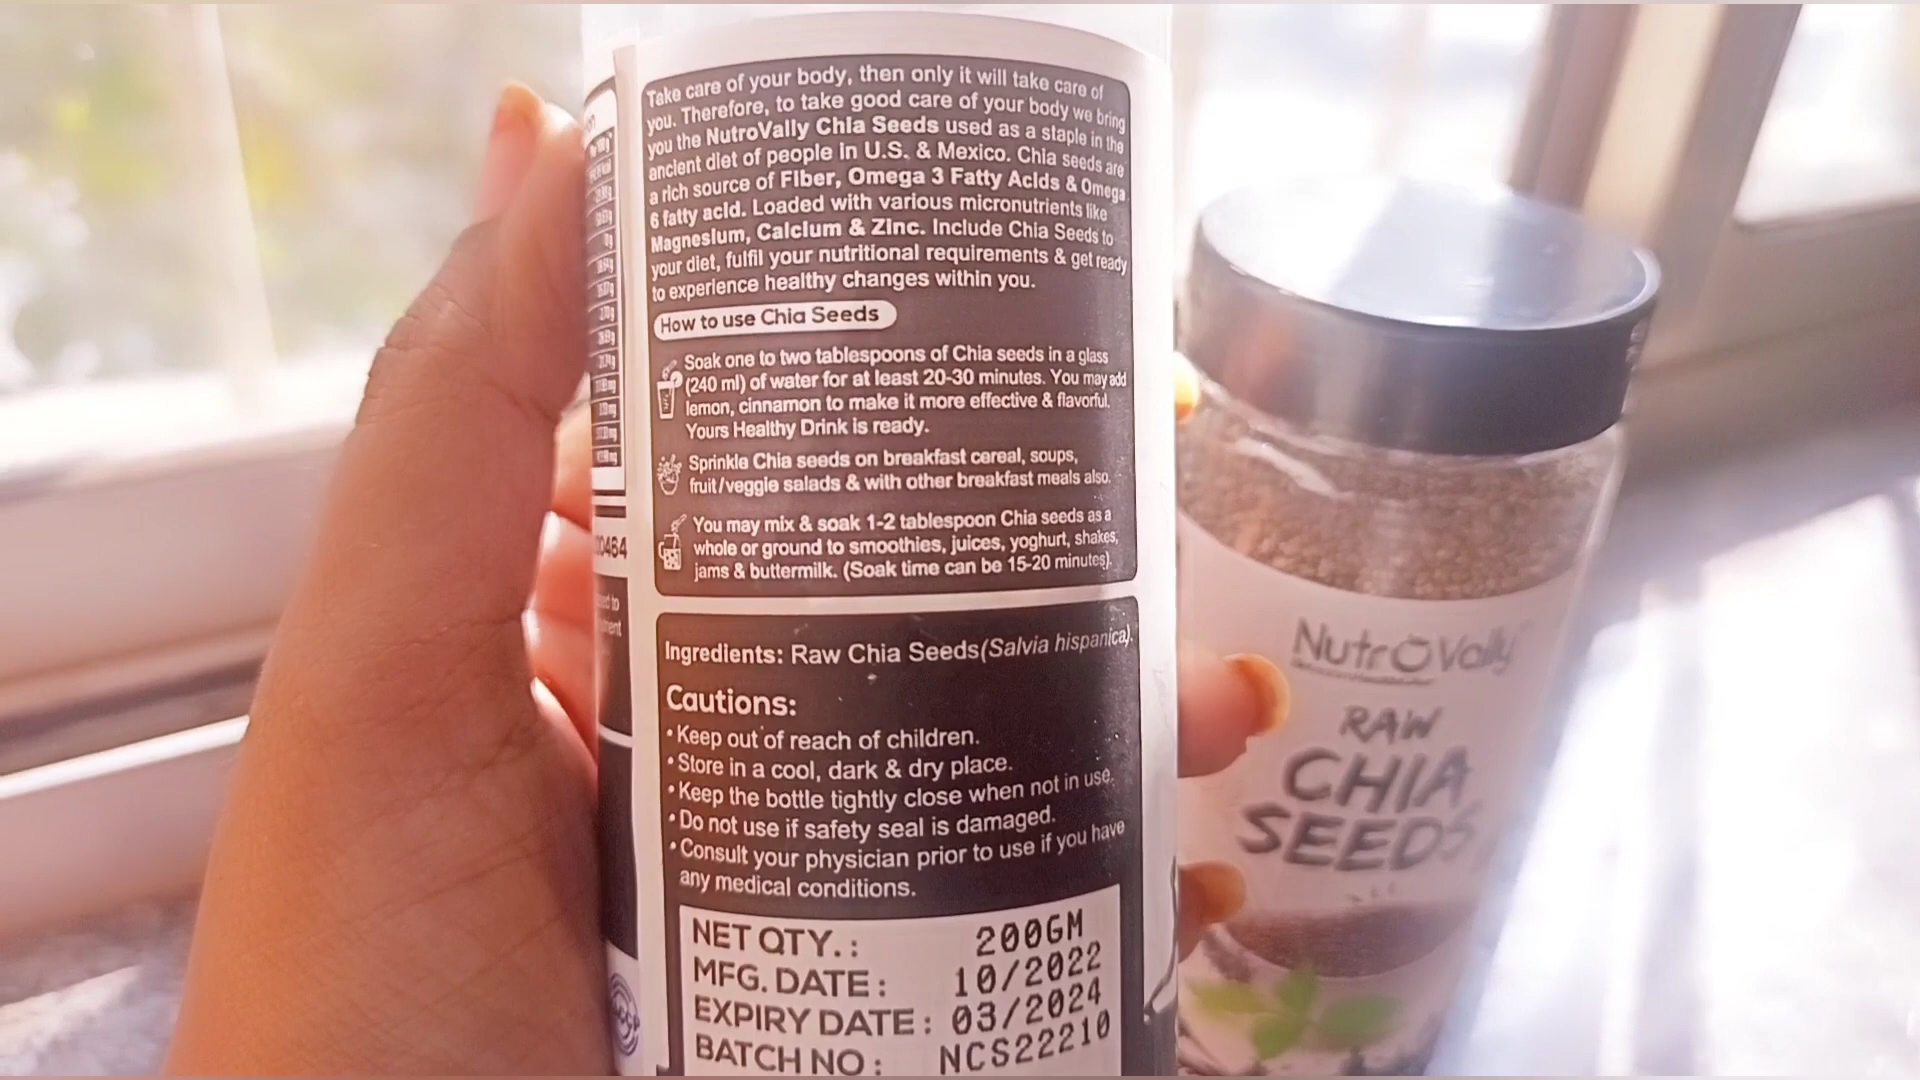 Take care of your body, then only it will take care of
you. Therefore, to take good care of your body we bring
you the NutroVally Chia Seeds used as a staple in the
ancient diet of people in U.S. & Mexico. Chia seeds are
a rich source of Fiber, Omega 3 Fatty Acids & Omega
6 fatty acid. Loaded with various micronutrients like
Magnesium, Calcium & Zinc. Include Chia Seeds to
your diet, fulfil your nutritional requirements & get ready
to experience healthy changes within you.
How to use Chia Seeds
Soak one to two tablespoons of Chia seeds in a glass
(240 ml) of water for at least 20-30 minutes. You may add
lemon, cinnamon to make it more effective & flavorful.
Yours Healthy Drink is ready.
Sprinkle Chia seeds on breakfast cereal, soups,
fruit/veggie salads & with other breakfast meals also.
You may mix & soak 1-2 tablespoon Chia seeds as a
whole or ground to smoothies, juices, yoghurt, shakes,
jams & buttermilk. (Soak time can be 15-20 minutes).
Ingredients: Raw Chia Seeds(Salvia hispanica).
Cautions:
• Keep out of reach of children.
• Store in a cool, dark & dry place.
• Keep the bottle tightly close when not in use.
• Do not use if safety seal is damaged.
• Consult your physician prior to use if you have
any medical conditions.
NET QTY.: 200GM
MFG. DATE: 10/2022
EXPIRY DATE: 03/2024
BATCH NO: NCS22210
NutroVally
RAW
CHIA
SEEDS